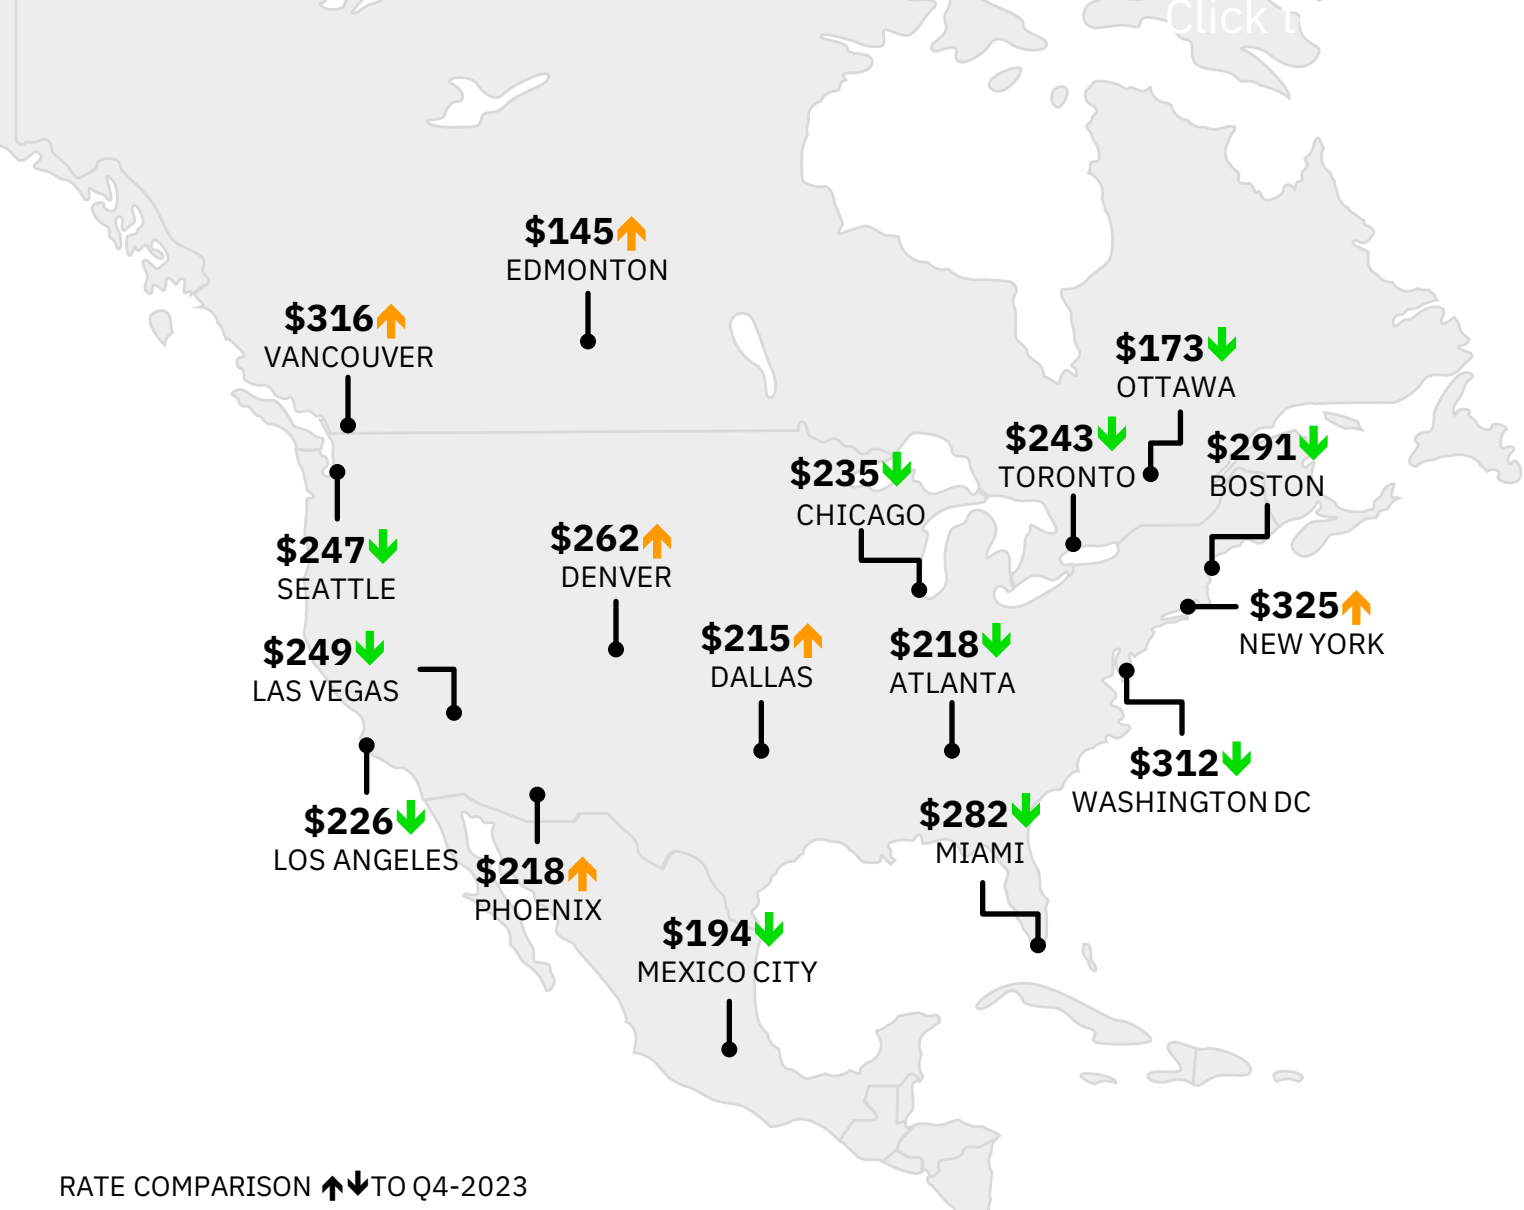 Click t
$145
EDMONTON
$316
VANCOUVER
$173
OTTAWA
$243
TORONTO
$291
BOSTON
$235
CHICAGO
$247
SEATTLE
$262
DENVER
$325
NEW YORK
$249
LAS VEGAS
$215
DALLAS
$218
ATLANTA
$312
WASHINGTON DC
$226
LOS ANGELES
$282
MIAMI
$218
PHOENIX
$194
MEXICO CITY
RATE COMPARISON ↑↓TO Q4-2023